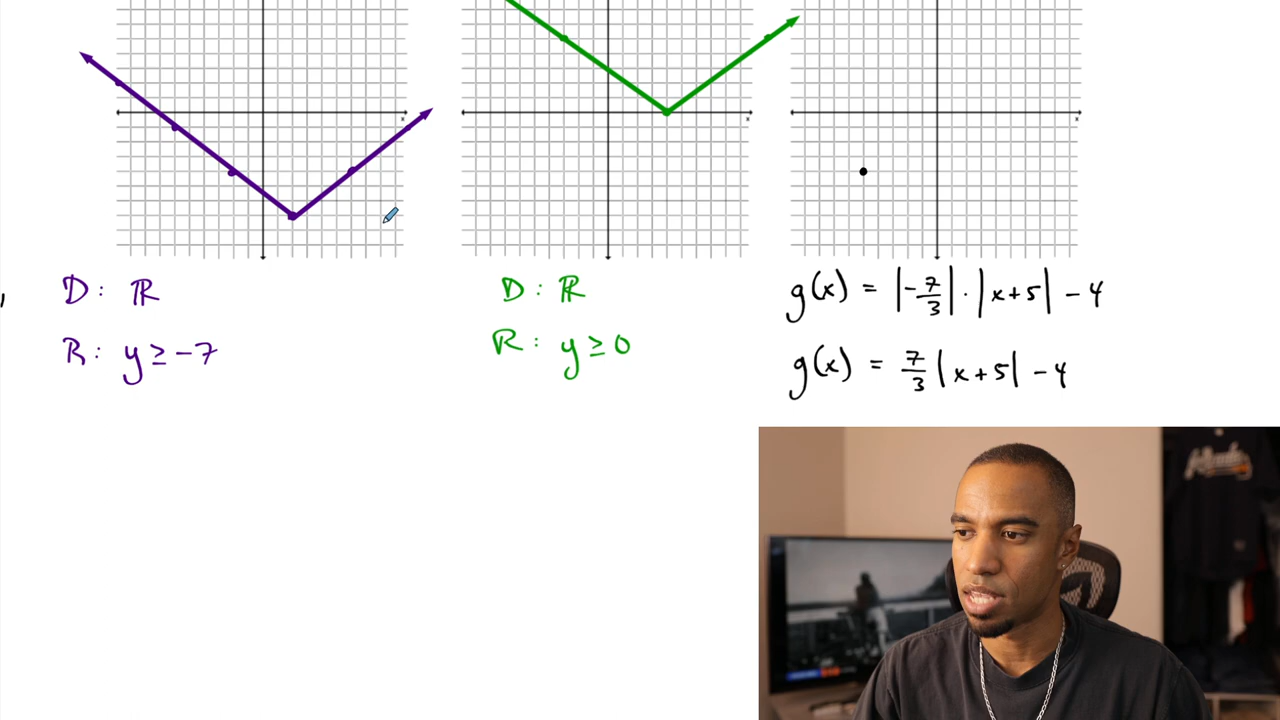 x
x
x
D: ℝ
R: y ≥ -7
D: ℝ
R: y ≥ 0
g(x) = |-7/3| · |x+5| - 4
g(x) = 7/3 |x+5| - 4